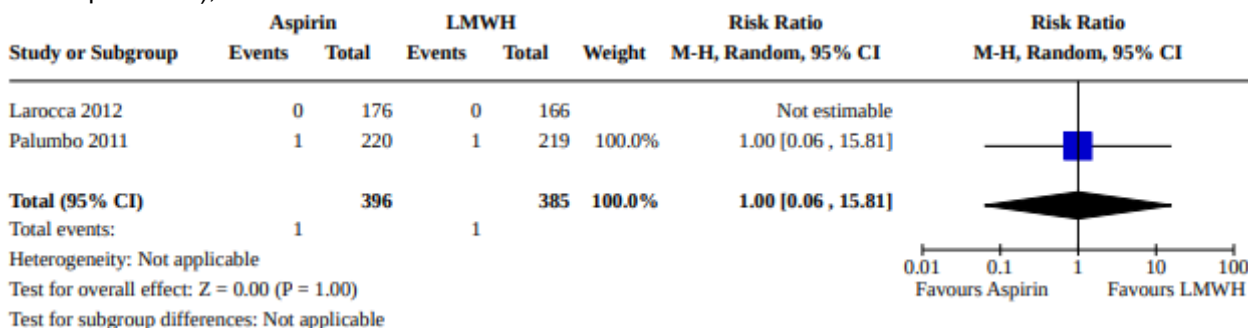 Aspirin LMWH Risk Ratio Risk Ratio
Study or Subgroup Events Total Events Total Weight M-H, Random, 95% CI M-H, Random, 95% CI
Larocca 2012 0 176 0 166 Not estimable
Palumbo 2011 1 220 1 219 100.0% 1.00 [0.06 , 15.81]
Total (95% CI) 396 385 100.0% 1.00 [0.06 , 15.81]
Total events: 1 1
Heterogeneity: Not applicable
0.01 0.1 1 10 100
Test for overall effect: Z = 0.00 (P = 1.00)
Favours Aspirin Favours LMWH
Test for subgroup differences: Not applicable